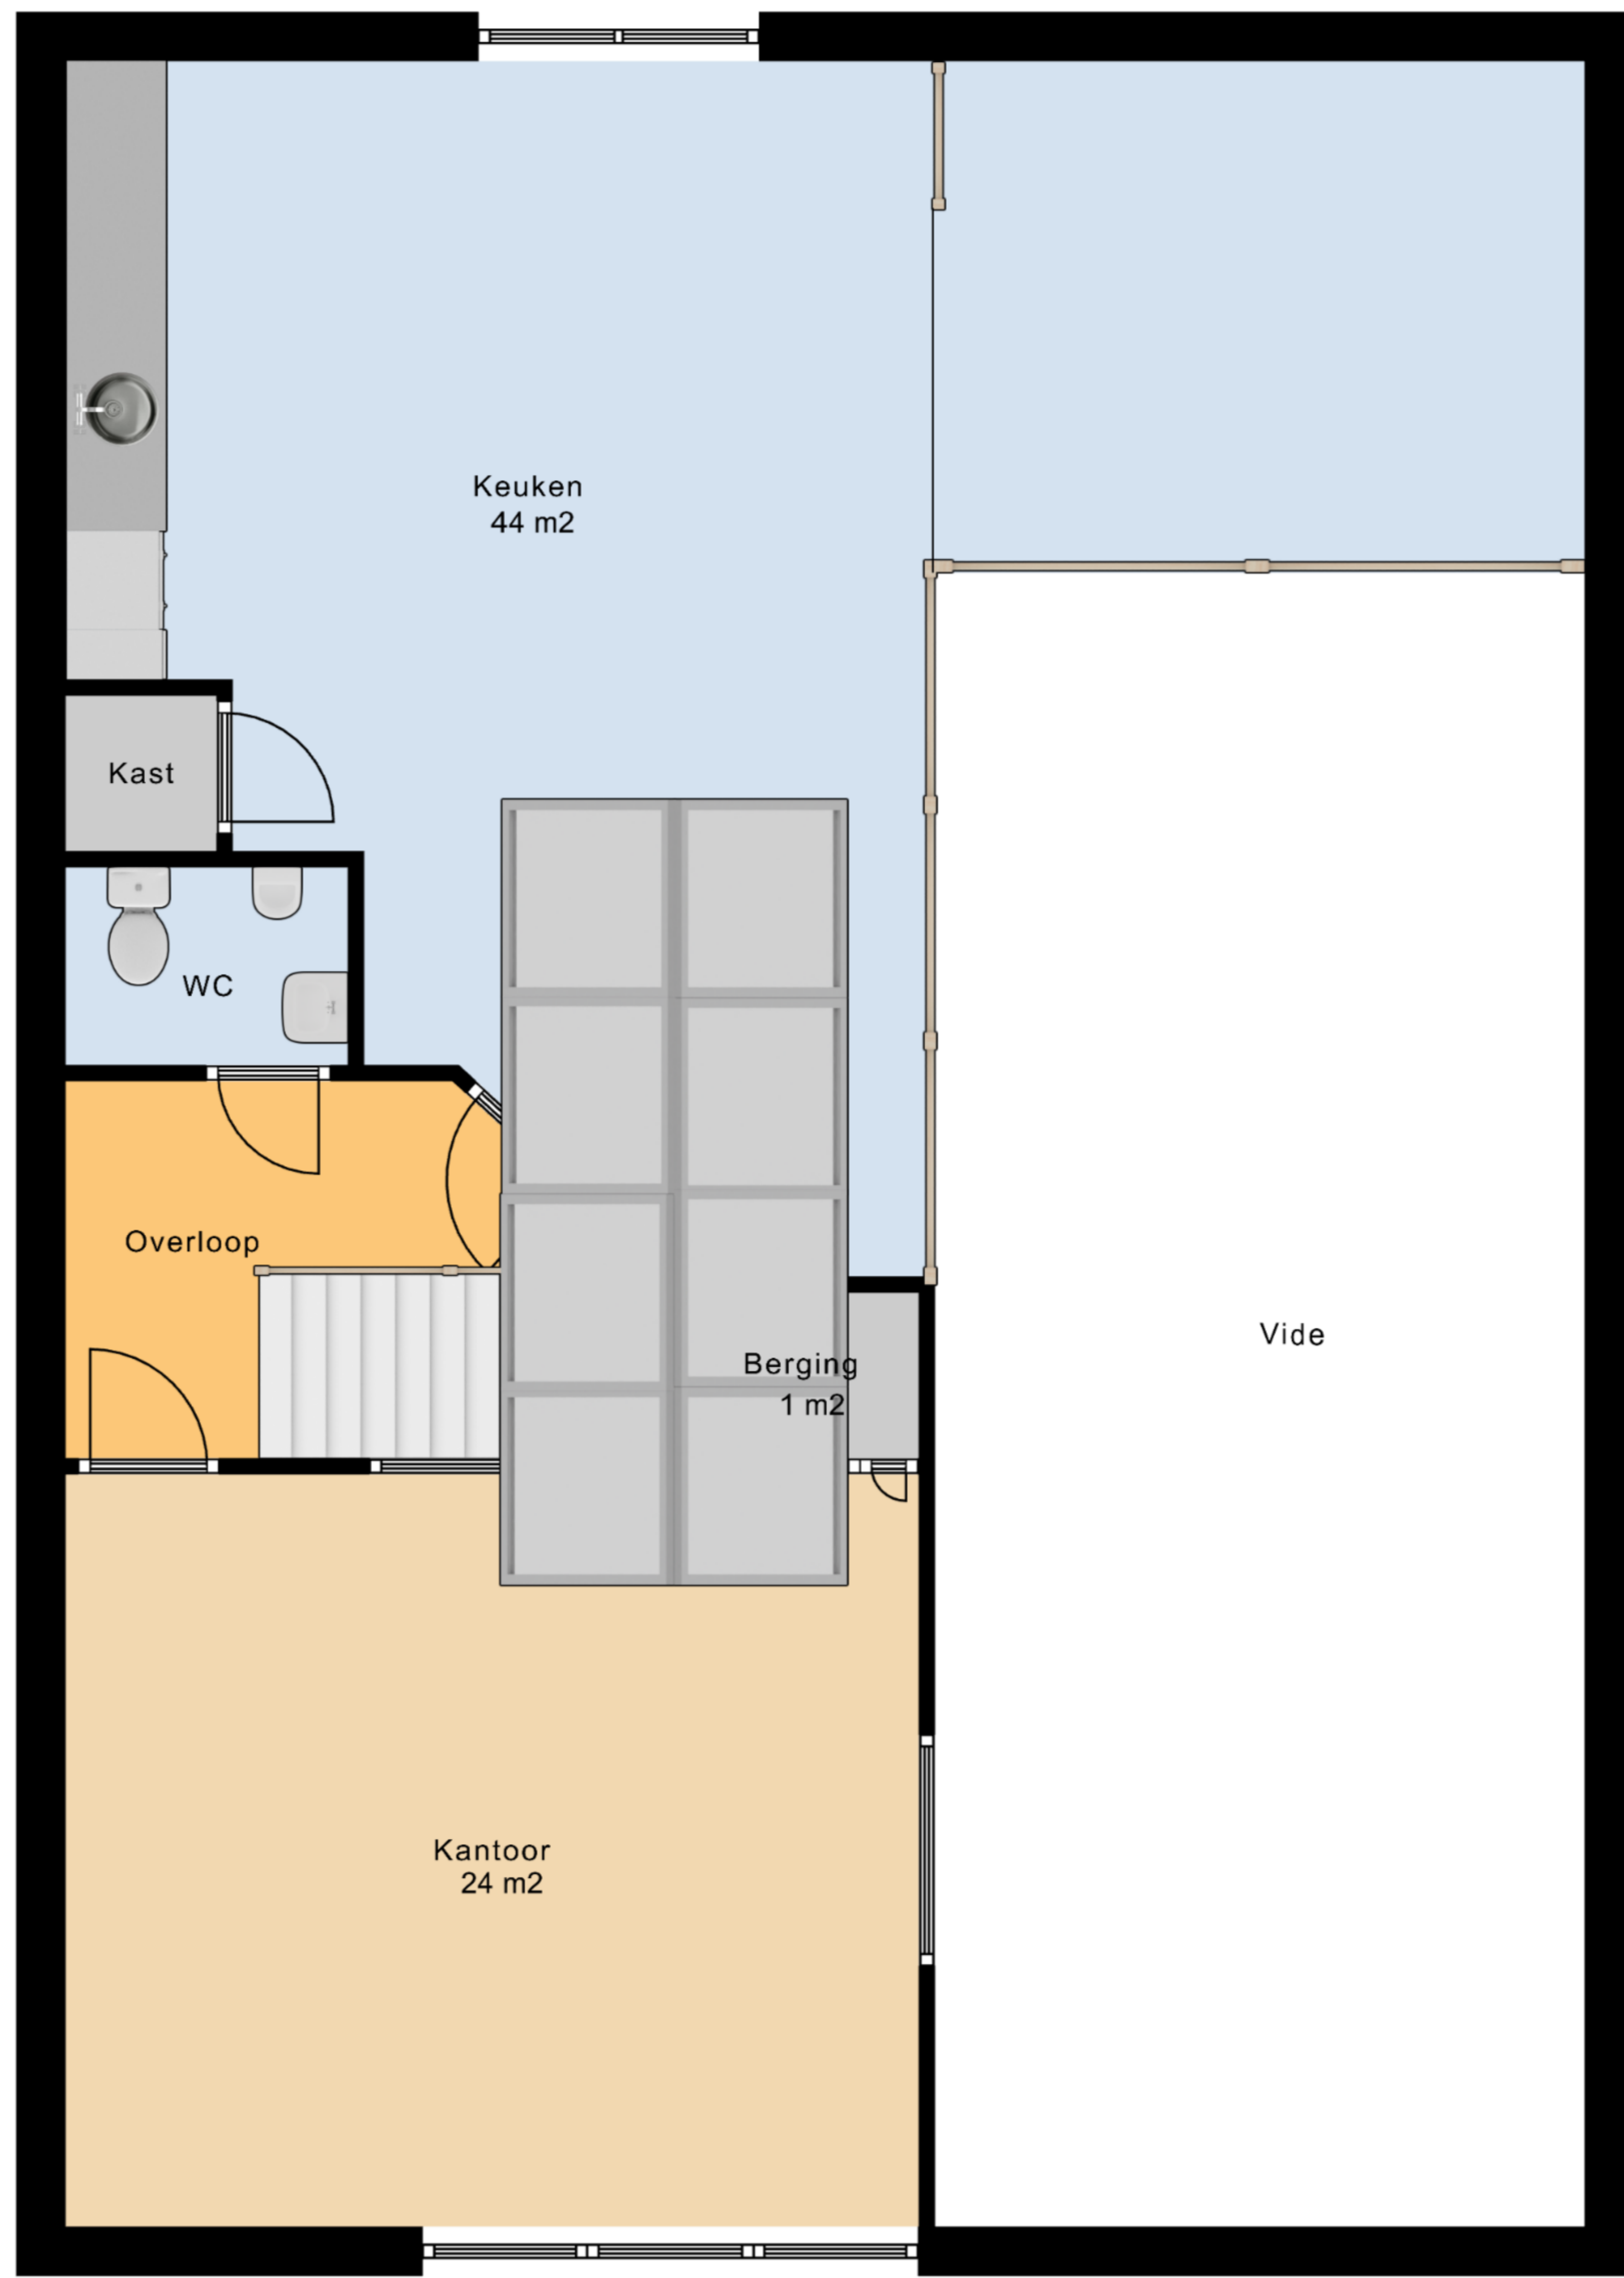 Keuken
44 m2
Kast
WC
Overloop
Vide
Berging
1 m2
Kantoor
24 m2